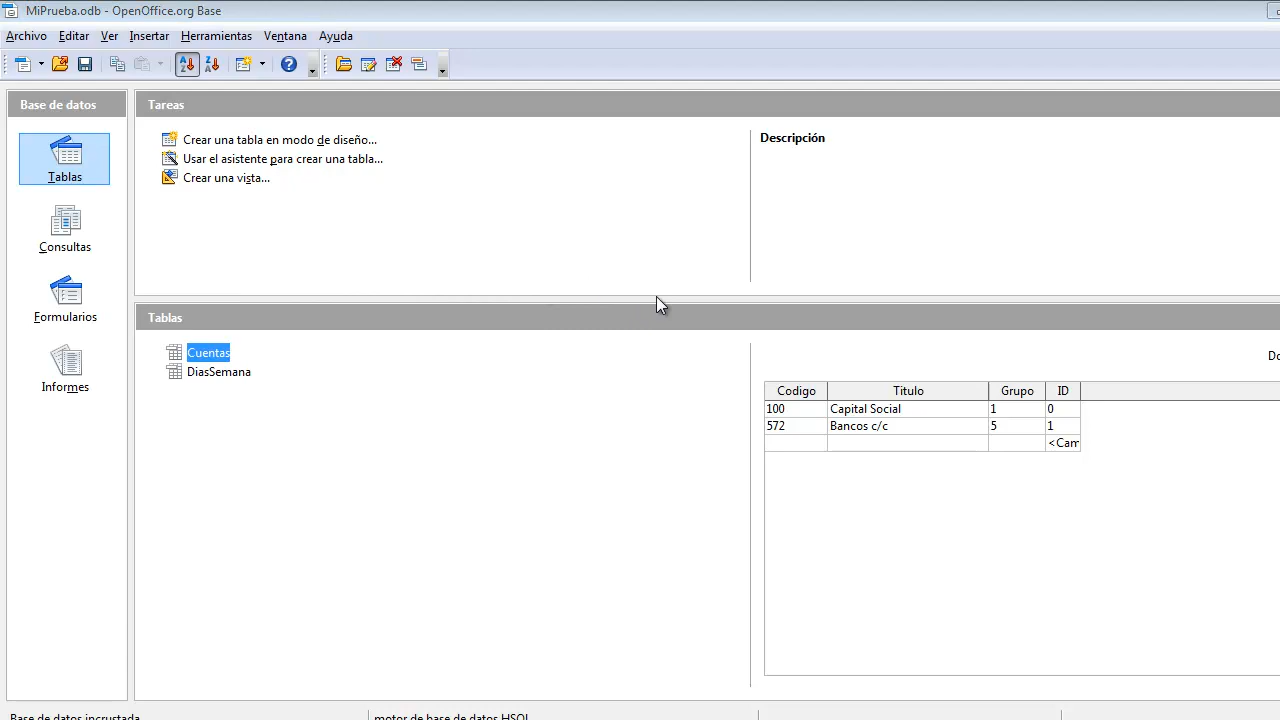 MiPrueba.odb - OpenOffice.org Base
Archivo Editar Ver Insertar Herramientas Ventana Ayuda
Base de datos
Tablas
Consultas
Formularios
Informes
Tareas
Crear una tabla en modo de diseño...
Usar el asistente para crear una tabla...
Crear una vista...
Descripción
Tablas
Cuentas
DiasSemana
Do
Codigo Titulo Grupo ID
100 Capital Social 1 0
572 Bancos c/c 5 1
<Cam
Base de datos incrustada motor de base de datos HSQL